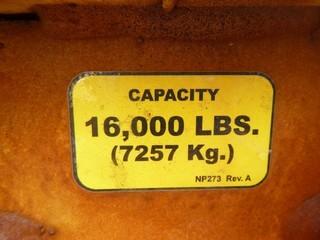 CAPACITY
16,000 LBS.
(7257 Kg.)
NP273 Rev. A